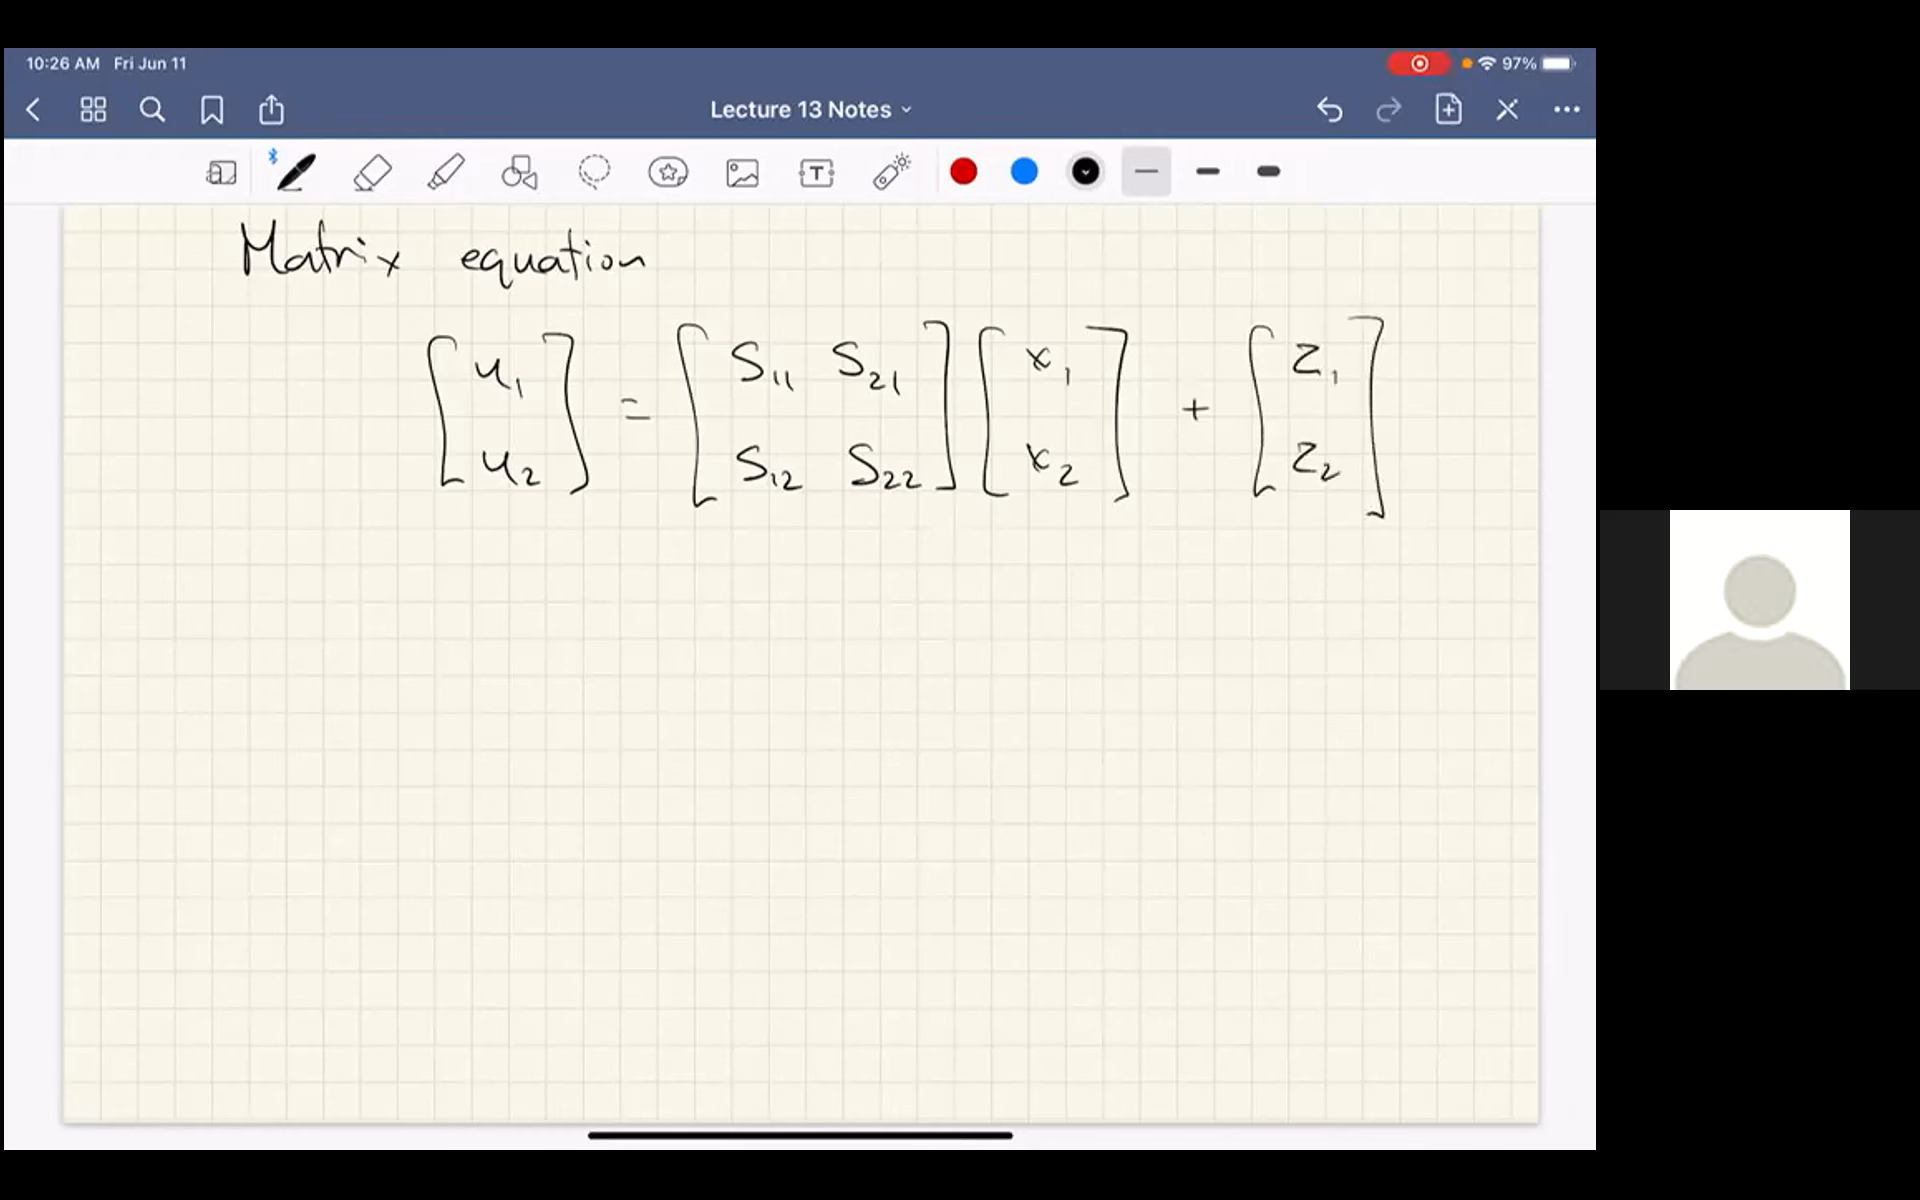 10:26 AM Fri Jun 11 97%
Lecture 13 Notes
Matrix equation
[u₁ u₂] = [S₁₁ S₂₁ S₁₂ S₂₂] [x₁ x₂] + [z₁ z₂]